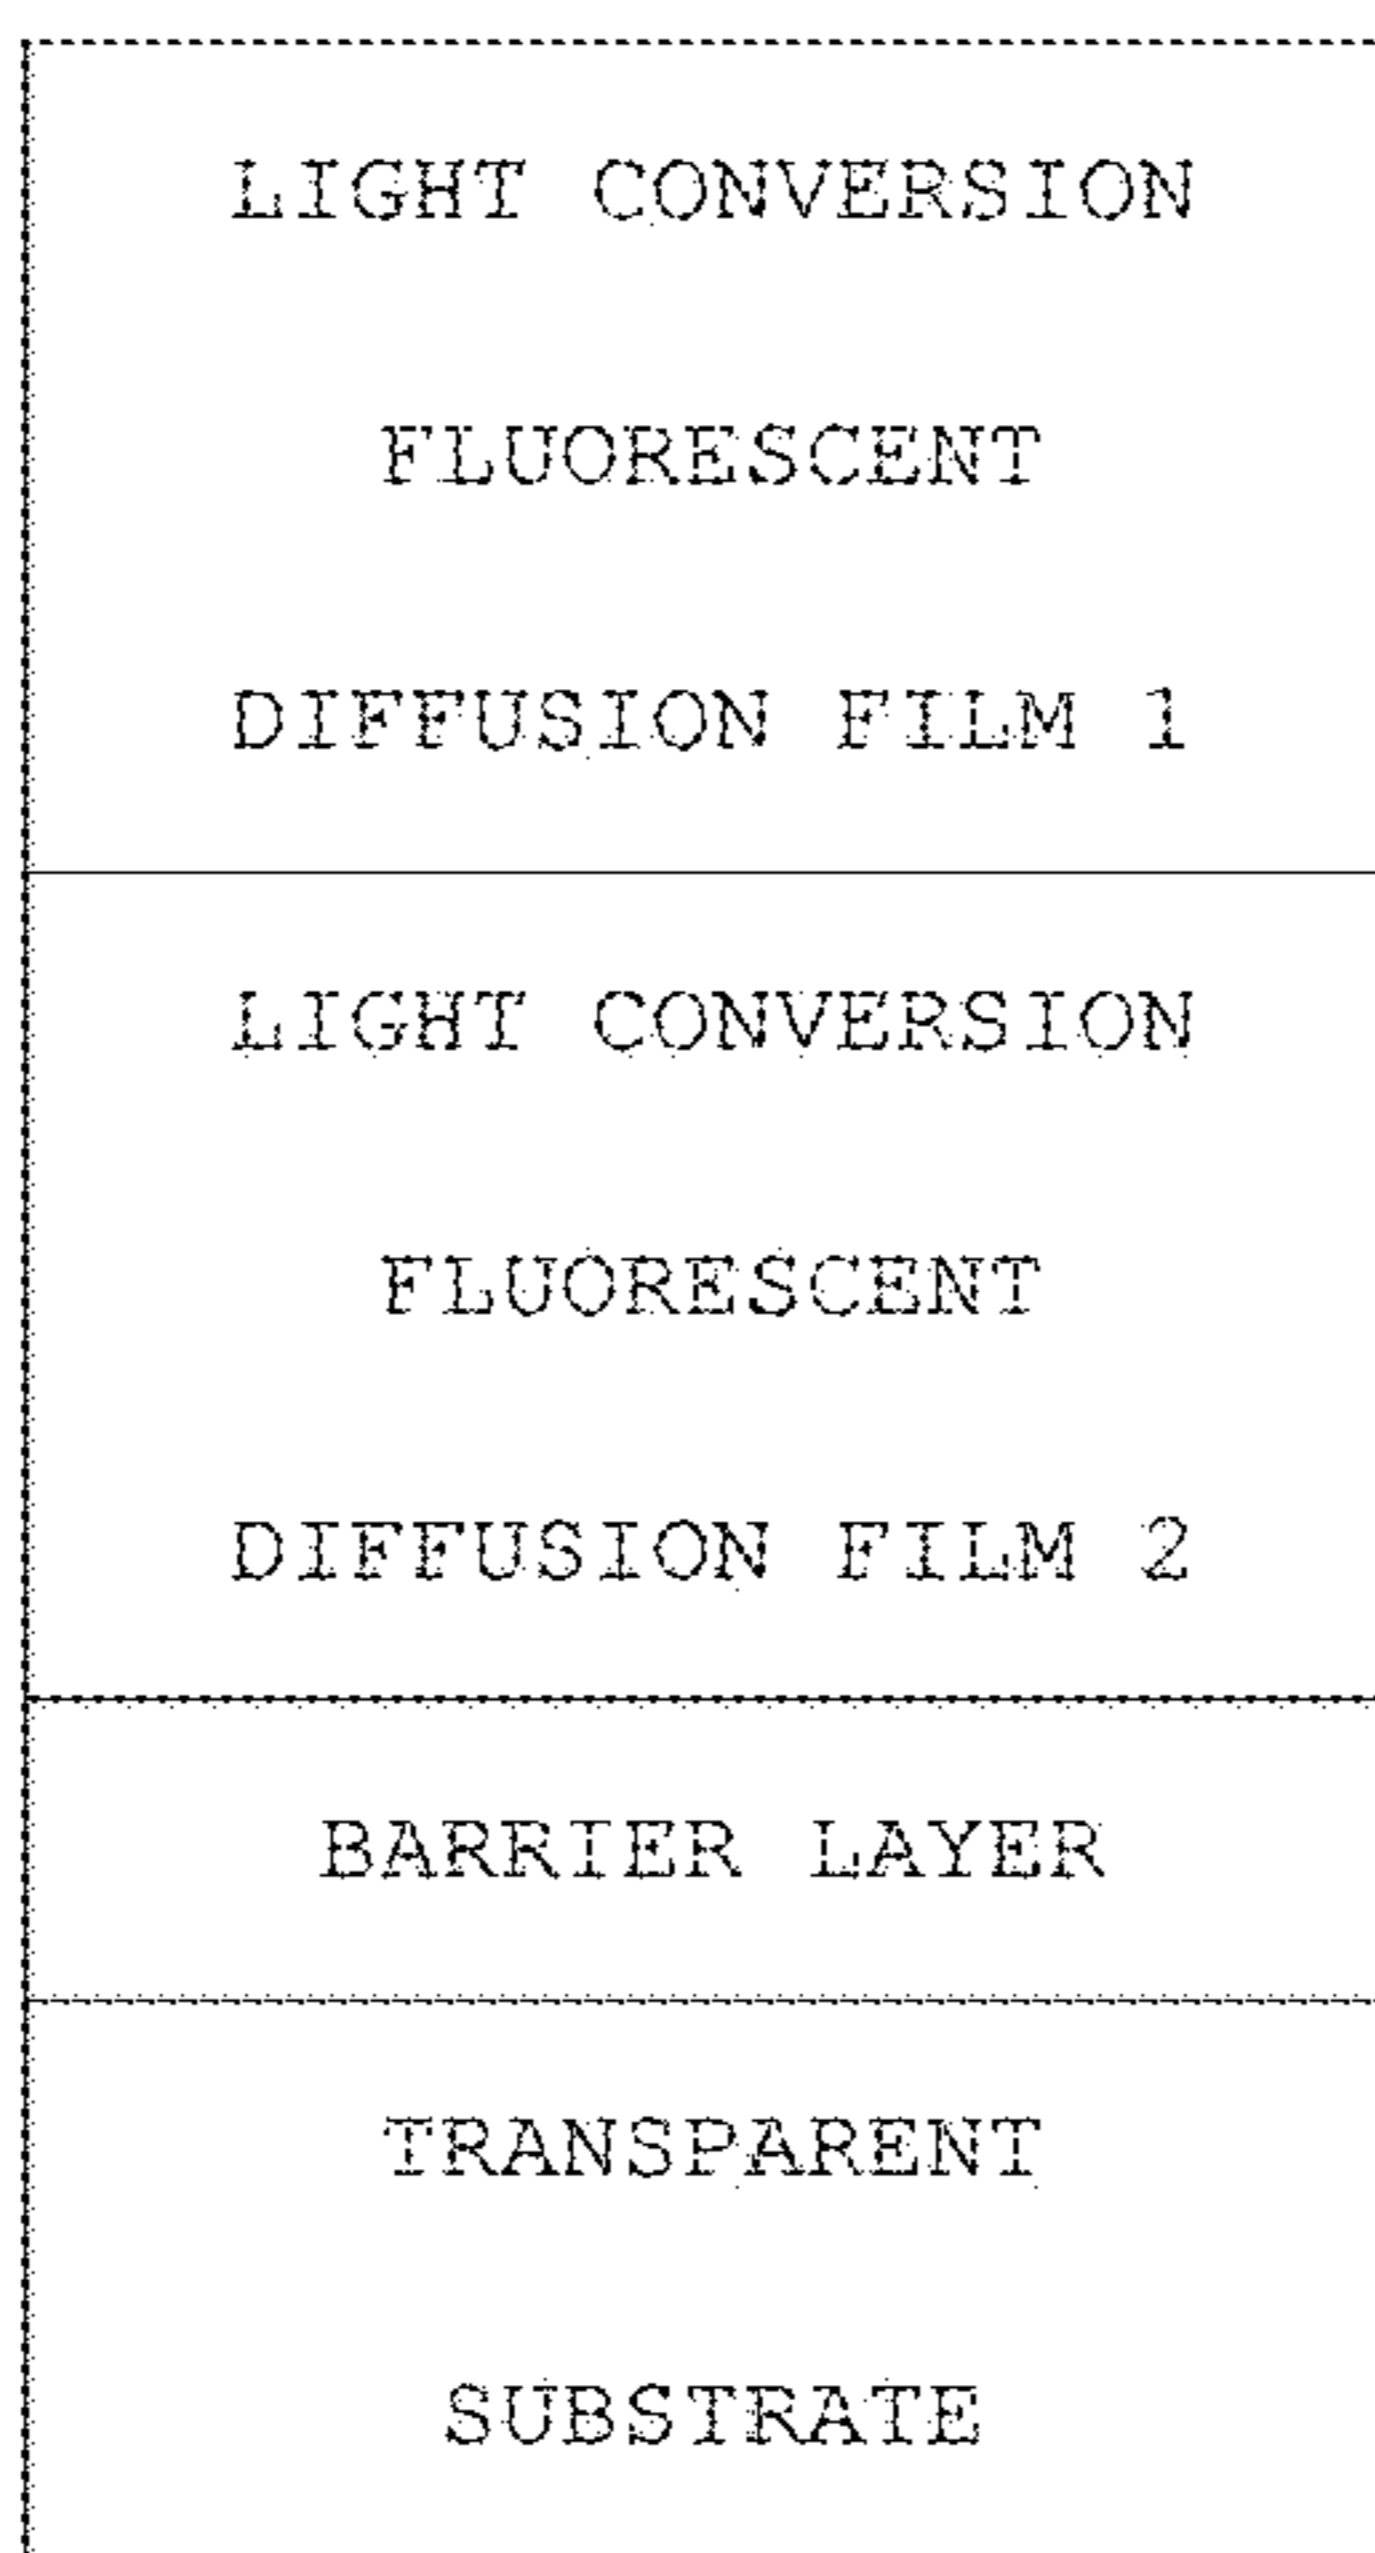 LIGHT CONVERSION
FLUORESCENT
DIFFUSION FILM 1
LIGHT CONVERSION
FLUORESCENT
DIFFUSION FILM 2
BARRIER LAYER
TRANSPARENT
SUBSTRATE